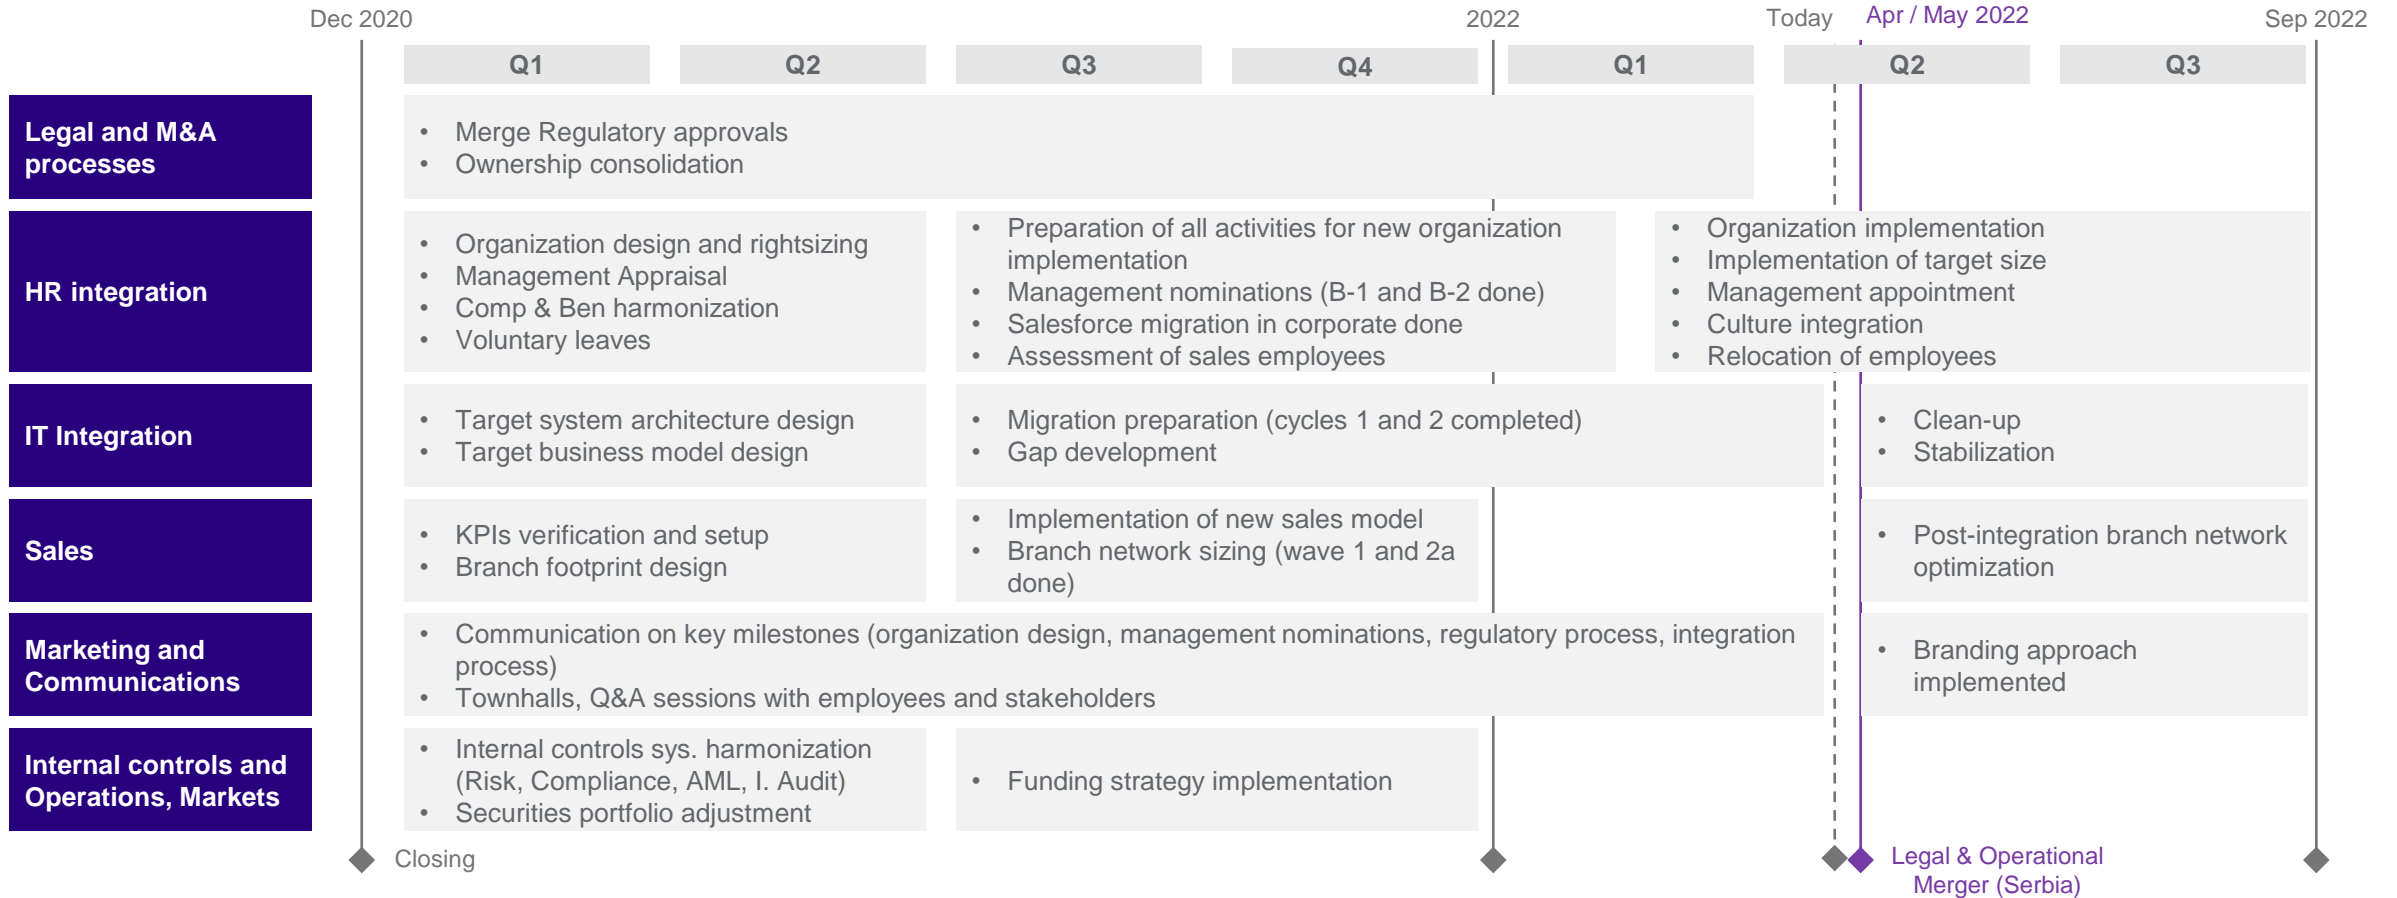 Dec 2020
2022
Today
Apr / May 2022
Sep 2022
Q1
Q2
Q3
Q4
Q1
Q2
Q3
Legal and M&A
processes
• Merge Regulatory approvals
• Ownership consolidation
HR integration
• Organization design and rightsizing
• Management Appraisal
• Comp & Ben harmonization
• Voluntary leaves
• Preparation of all activities for new organization
implementation
• Management nominations (B-1 and B-2 done)
• Salesforce migration in corporate done
• Assessment of sales employees
• Organization implementation
• Implementation of target size
• Management appointment
• Culture integration
• Relocation of employees
IT Integration
• Target system architecture design
• Target business model design
• Migration preparation (cycles 1 and 2 completed)
• Gap development
• Clean-up
• Stabilization
Sales
• KPIs verification and setup
• Branch footprint design
• Implementation of new sales model
• Branch network sizing (wave 1 and 2a
done)
• Post-integration branch network
optimization
Marketing and
Communications
• Communication on key milestones (organization design, management nominations, regulatory process, integration
process)
• Townhalls, Q&A sessions with employees and stakeholders
• Branding approach
implemented
Internal controls and
Operations, Markets
• Internal controls sys. harmonization
(Risk, Compliance, AML, I. Audit)
• Securities portfolio adjustment
• Funding strategy implementation
Closing
Legal & Operational
Merger (Serbia)